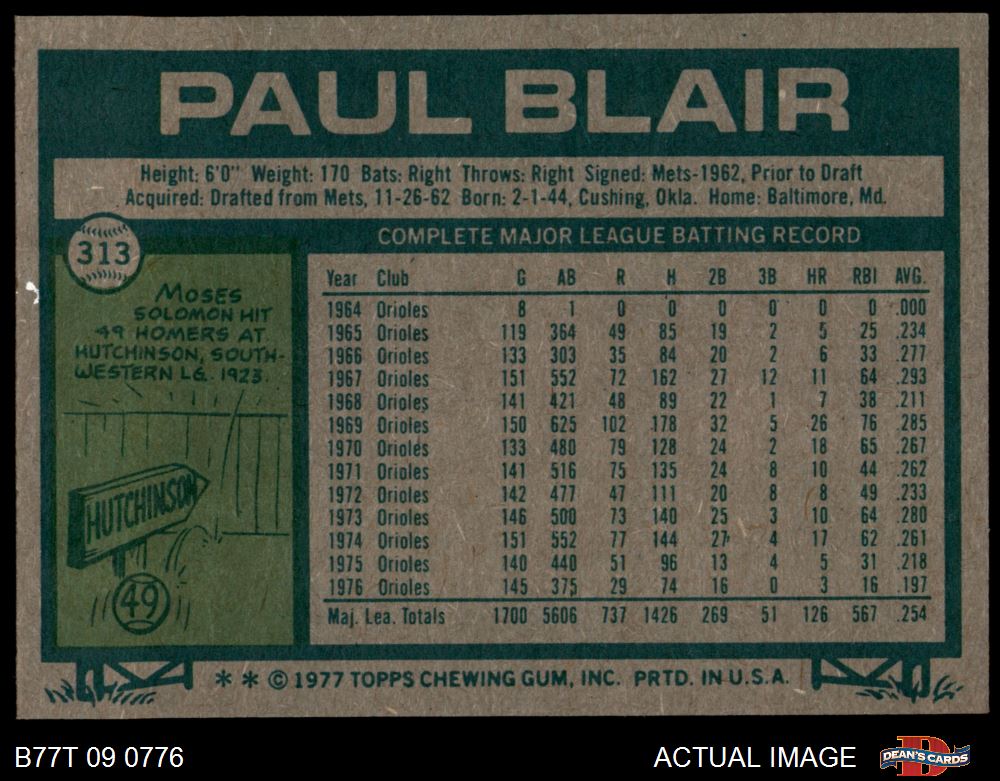 PAUL BLAIR
Height: 6'0" Weight: 170 Bats: Right Throws: Right Signed: Mets-1962, Prior to Draft
Acquired: Drafted from Mets, 11-26-62 Born: 2-1-44, Cushing, Okla. Home: Baltimore, Md.
313
MOSES
SOLOMON HIT
49 HOMERS AT
HUTCHINSON, SOUTH-
WESTERN LG. 1923.
HUTCHINSON
49
COMPLETE MAJOR LEAGUE BATTING RECORD
Year Club G AB R H 2B 3B HR RBI AVG.
1964 Orioles 8 1 0 0 0 0 0 0 .000
1965 Orioles 119 364 49 85 19 2 5 25 .234
1966 Orioles 133 303 35 84 20 2 6 33 .277
1967 Orioles 151 552 72 162 27 12 11 64 .293
1968 Orioles 141 421 48 89 22 1 7 38 .211
1969 Orioles 150 625 102 178 32 5 26 76 .285
1970 Orioles 133 480 79 128 24 2 18 65 .267
1971 Orioles 141 516 75 135 24 8 10 44 .262
1972 Orioles 142 477 47 111 20 8 8 49 .233
1973 Orioles 146 500 73 140 25 3 10 64 .280
1974 Orioles 151 552 77 144 27 4 17 62 .261
1975 Orioles 140 440 51 96 13 4 5 31 .218
1976 Orioles 145 375 29 74 16 0 3 16 .197
Maj. Lea. Totals 1700 5606 737 1426 269 51 126 567 .254
* * © 1977 TOPPS CHEWING GUM, INC. PRTD. IN U.S.A.
B77T 09 0776
ACTUAL IMAGE
DEAN'S CARDS